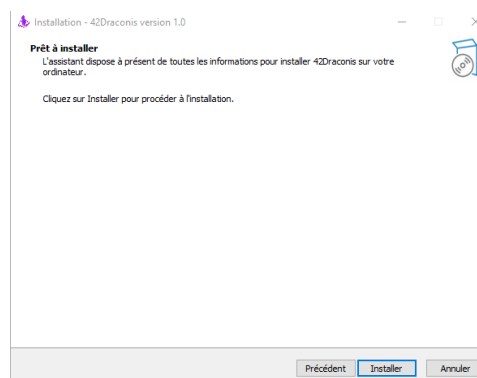 Installation - 42Draconis version 1.0
Prêt à installer
L'assistant dispose à présent de toutes les informations pour installer 42Draconis sur votre
ordinateur.
Cliquez sur Installer pour procéder à l'installation.
Précédent Installer Annuler